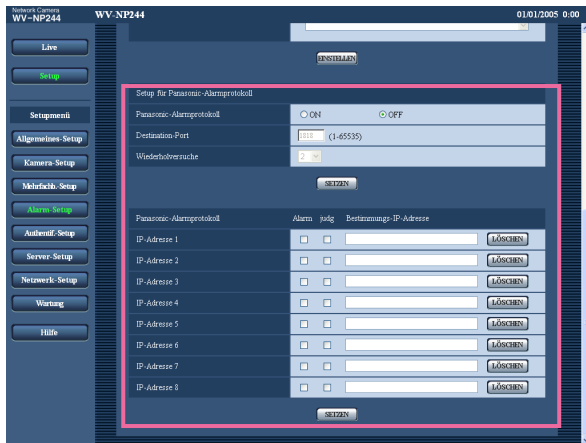 Network Camera
WV-NP244
WV-NP244 01/01/2005 0:00
Live
Setup
Setupmenü
Allgemeines-Setup
Kamera-Setup
Mehrfachb.-Setup
Alarm-Setup
Authentif.-Setup
Server-Setup
Netzwerk-Setup
Wartung
Hilfe
EINSTELLEN
Setup für Panasonic-Alarmprotokoll
Panasonic-Alarmprotokoll ON OFF
Destination-Port 1818 (1-65535)
Wiederholversuche 2
SETZEN
Panasonic-Alarmprotokoll Alarm judg Bestimmungs-IP-Adresse
IP-Adresse 1 LÖSCHEN
IP-Adresse 2 LÖSCHEN
IP-Adresse 3 LÖSCHEN
IP-Adresse 4 LÖSCHEN
IP-Adresse 5 LÖSCHEN
IP-Adresse 6 LÖSCHEN
IP-Adresse 7 LÖSCHEN
IP-Adresse 8 LÖSCHEN
SETZEN